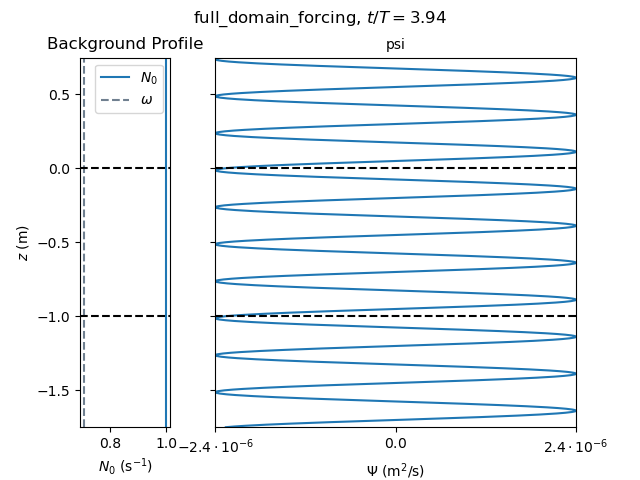 full_domain_forcing, t/T = 3.94
Background Profile
psi
N₀
ω
0.5
0.0
−0.5
−1.0
−1.5
z (m)
0.8
1.0
N₀ (s⁻¹)
−2.4 · 10⁻⁶
0.0
2.4 · 10⁻⁶
Ψ (m²/s)